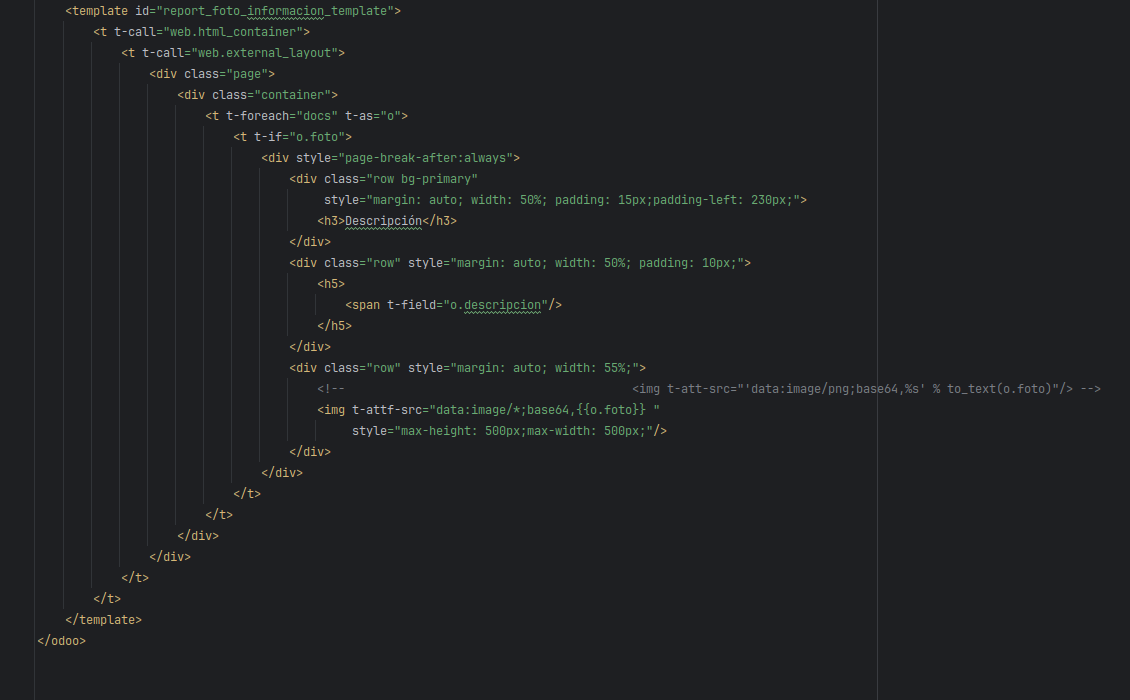 <template id="report_foto_informacion_template">
<t t-call="web.html_container">
<t t-call="web.external_layout">
<div class="page">
<div class="container">
<t t-foreach="docs" t-as="o">
<t t-if="o.foto">
<div style="page-break-after:always">
<div class="row bg-primary"
style="margin: auto; width: 50%; padding: 15px;padding-left: 230px;">
<h3>Descripción</h3>
</div>
<div class="row" style="margin: auto; width: 50%; padding: 10px;">
<h5>
<span t-field="o.descripcion"/>
</h5>
</div>
<div class="row" style="margin: auto; width: 55%;">
<!-- <img t-att-src="'data:image/png;base64,%s' % to_text(o.foto)"/> -->
<img t-attf-src="data:image/*;base64,{{o.foto}} "
style="max-height: 500px;max-width: 500px;"/>
</div>
</div>
</t>
</t>
</div>
</div>
</t>
</t>
</template>
</odoo>